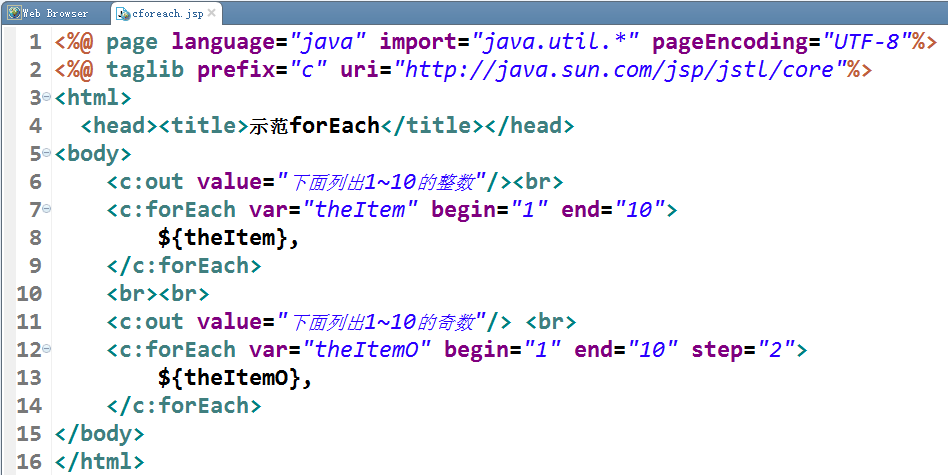 Web Browser cforeach.jsp
1 <%@ page language="java" import="java.util.*" pageEncoding="UTF-8"%>
2 <%@ taglib prefix="c" uri="http://java.sun.com/jsp/jstl/core"%>
3 <html>
4   <head><title>示范forEach</title></head>
5 <body>
6     <c:out value="下面列出1~10的整数"/><br>
7     <c:forEach var="theItem" begin="1" end="10">
8         ${theItem},
9     </c:forEach>
10     <br><br>
11     <c:out value="下面列出1~10的奇数"/> <br>
12     <c:forEach var="theItemO" begin="1" end="10" step="2">
13         ${theItemO},
14     </c:forEach>
15 </body>
16 </html>